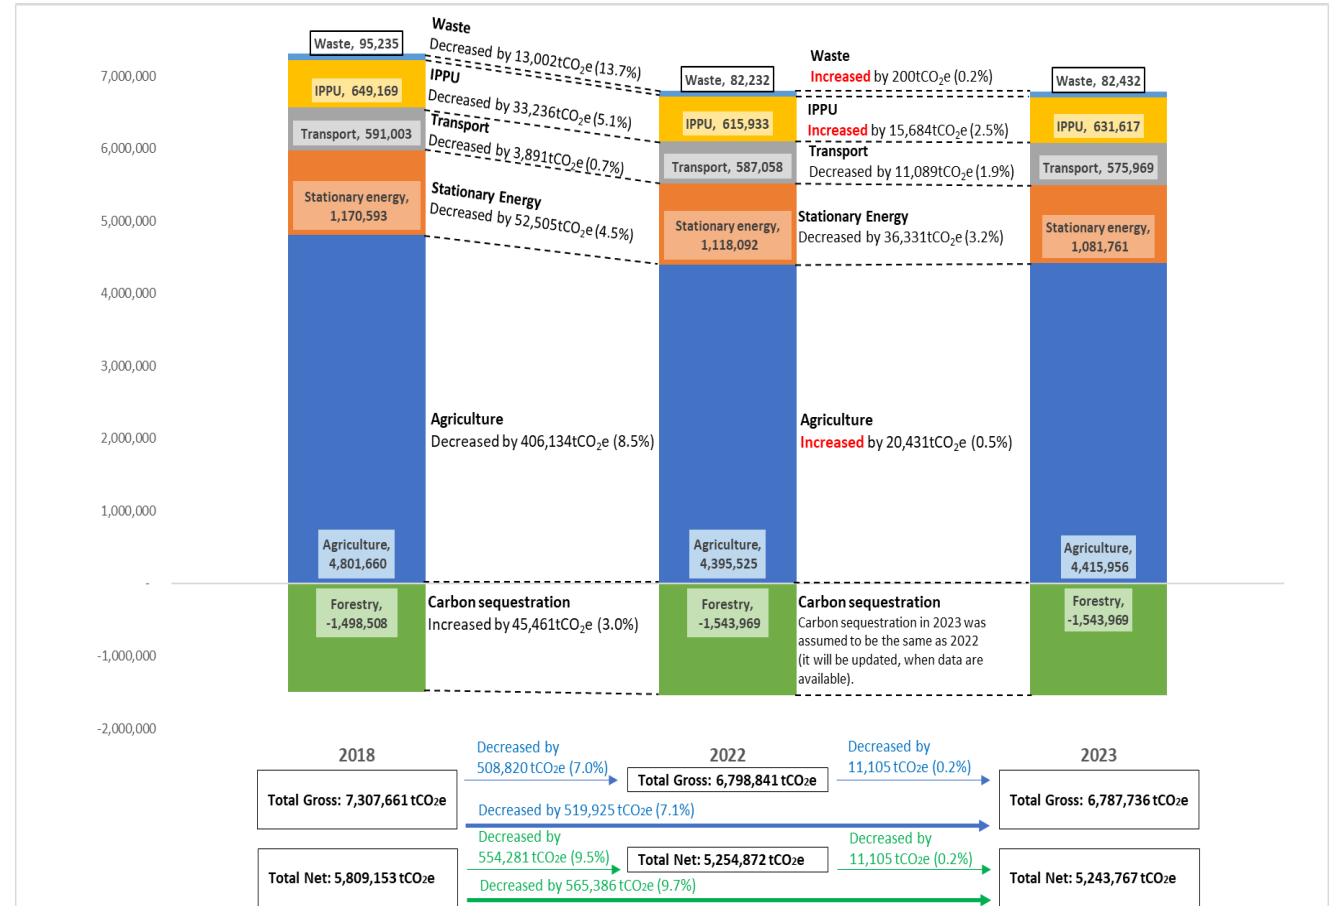 7,000,000
6,000,000
5,000,000
4,000,000
3,000,000
2,000,000
1,000,000
-
-1,000,000
-2,000,000
Waste, 95,235
IPPU, 649,169
Transport, 591,003
Stationary energy,
1,170,593
Agriculture,
4,801,660
Forestry,
-1,498,508
Waste
Decreased by 13,002tCO₂e (13.7%)
IPPU
Decreased by 33,236tCO₂e (5.1%)
Transport
Decreased by 3,891tCO₂e (0.7%)
Stationary Energy
Decreased by 52,505tCO₂e (4.5%)
Agriculture
Decreased by 406,134tCO₂e (8.5%)
Carbon sequestration
Increased by 45,461tCO₂e (3.0%)
Waste, 82,232
IPPU, 615,933
Transport, 587,058
Stationary energy,
1,118,092
Agriculture,
4,395,525
Forestry,
-1,543,969
Waste
Increased by 200tCO₂e (0.2%)
IPPU
Increased by 15,684tCO₂e (2.5%)
Transport
Decreased by 11,089tCO₂e (1.9%)
Stationary Energy
Decreased by 36,331tCO₂e (3.2%)
Agriculture
Increased by 20,431tCO₂e (0.5%)
Carbon sequestration
Carbon sequestration in 2023 was
assumed to be the same as 2022
(it will be updated, when data are
available).
Waste, 82,432
IPPU, 631,617
Transport, 575,969
Stationary energy,
1,081,761
Agriculture,
4,415,956
Forestry,
-1,543,969
2018
2022
2023
Total Gross: 7,307,661 tCO₂e
Decreased by
508,820 tCO₂e (7.0%)
Total Gross: 6,798,841 tCO₂e
Decreased by
11,105 tCO₂e (0.2%)
Total Gross: 6,787,736 tCO₂e
Decreased by 519,925 tCO₂e (7.1%)
Total Net: 5,809,153 tCO₂e
Decreased by
554,281 tCO₂e (9.5%)
Total Net: 5,254,872 tCO₂e
Decreased by
11,105 tCO₂e (0.2%)
Total Net: 5,243,767 tCO₂e
Decreased by 565,386 tCO₂e (9.7%)